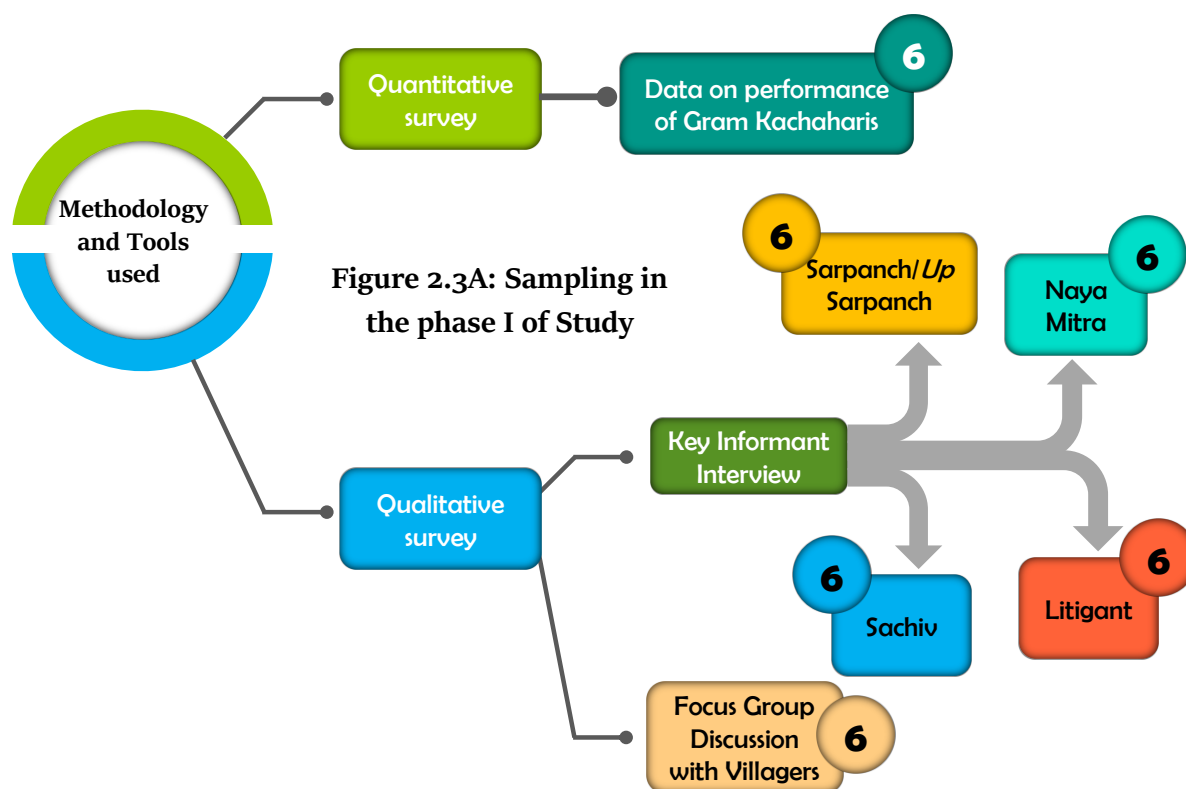 Methodology
and Tools
used
Quantitative
survey
6
Data on performance
of Gram Kachaharis
Figure 2.3A: Sampling in
the phase I of Study
6
Sarpanch/Up
Sarpanch
6
Naya
Mitra
Qualitative
survey
Key Informant
Interview
6
Sachiv
6
Litigant
Focus Group
Discussion
with Villagers
6